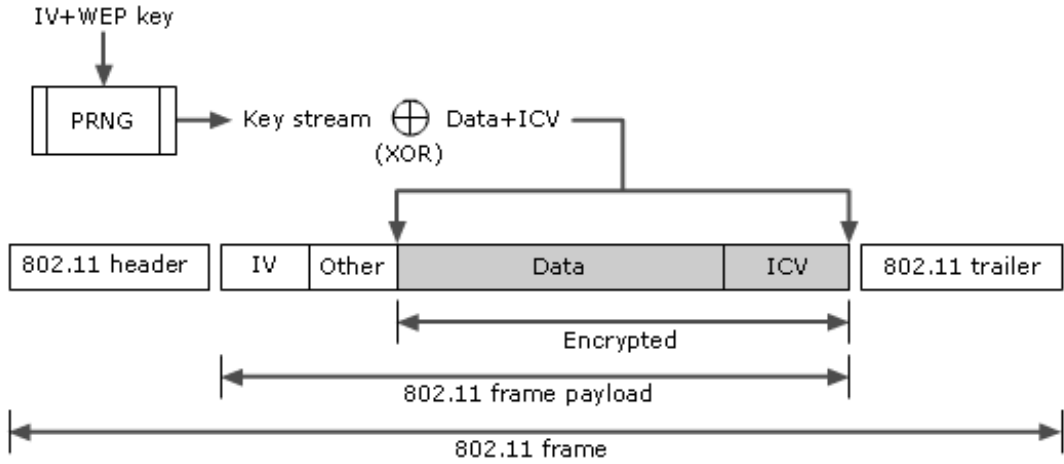 IV+WEP key
PRNG
Key stream
Data+ICV
(XOR)
802.11 header
IV
Other
Data
ICV
802.11 trailer
Encrypted
802.11 frame payload
802.11 frame